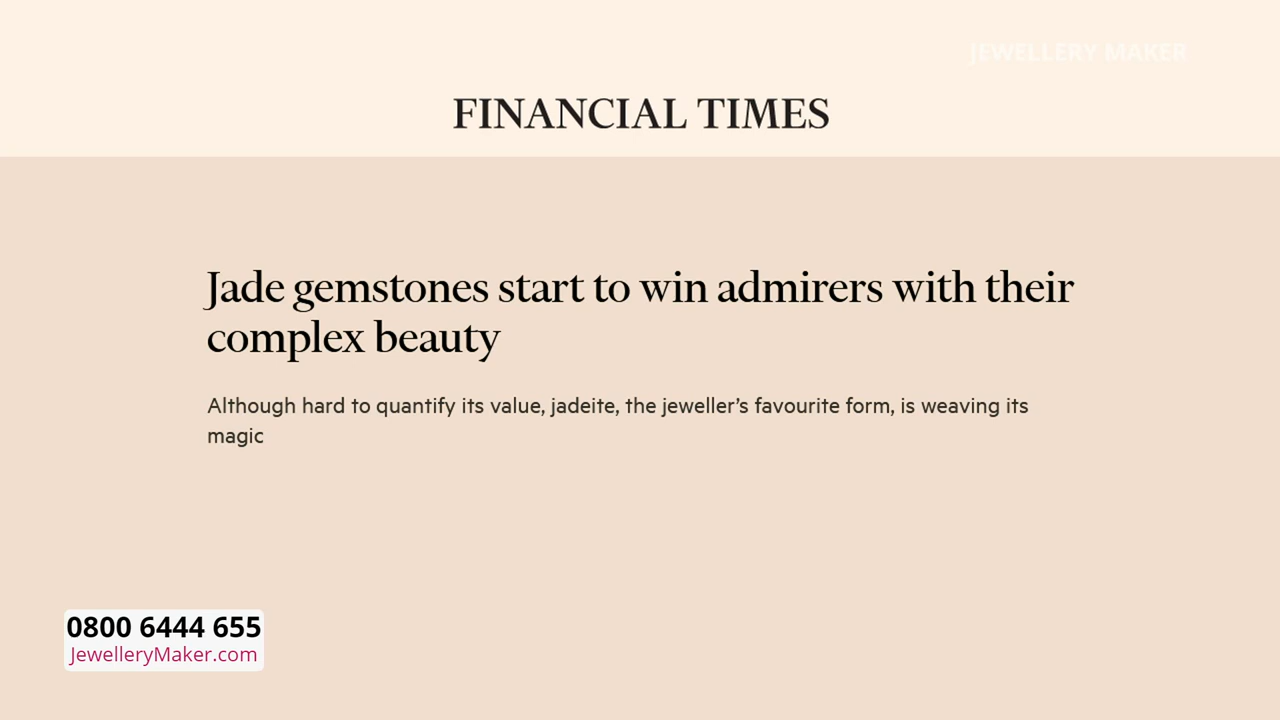 JEWELLERY MAKER
FINANCIAL TIMES
Jade gemstones start to win admirers with their
complex beauty
Although hard to quantify its value, jadeite, the jeweller’s favourite form, is weaving its
magic
0800 6444 655
JewelleryMaker.com